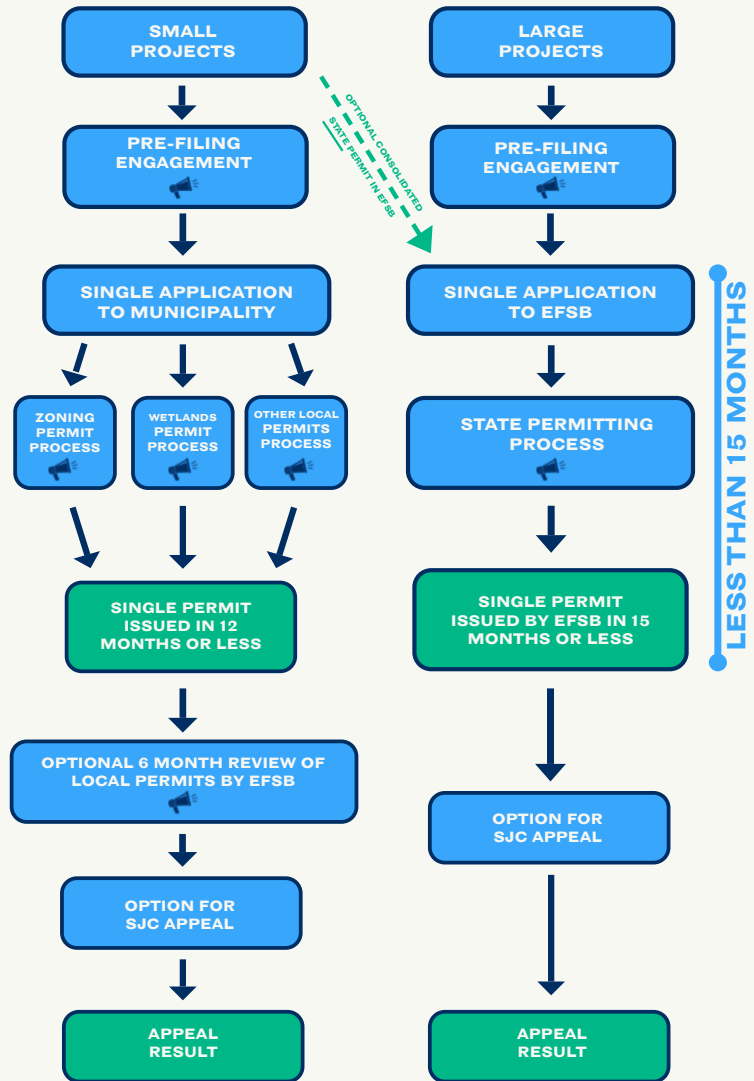 SMALL
PROJECTS
PRE-FILING
ENGAGEMENT
SINGLE APPLICATION
TO MUNICIPALITY
ZONING
PERMIT
PROCESS
WETLANDS
PERMIT
PROCESS
OTHER LOCAL
PERMITS
PROCESS
SINGLE PERMIT
ISSUED IN 12
MONTHS OR LESS
OPTIONAL 6 MONTH REVIEW OF
LOCAL PERMITS BY EFSB
OPTION FOR
SJC APPEAL
APPEAL
RESULT
OPTIONAL CONSOLIDATED
STATE PERMIT IN EFSB
LARGE
PROJECTS
PRE-FILING
ENGAGEMENT
SINGLE APPLICATION
TO EFSB
STATE PERMITTING
PROCESS
SINGLE PERMIT
ISSUED BY EFSB IN 15
MONTHS OR LESS
OPTION FOR
SJC APPEAL
APPEAL
RESULT
LESS THAN 15 MONTHS